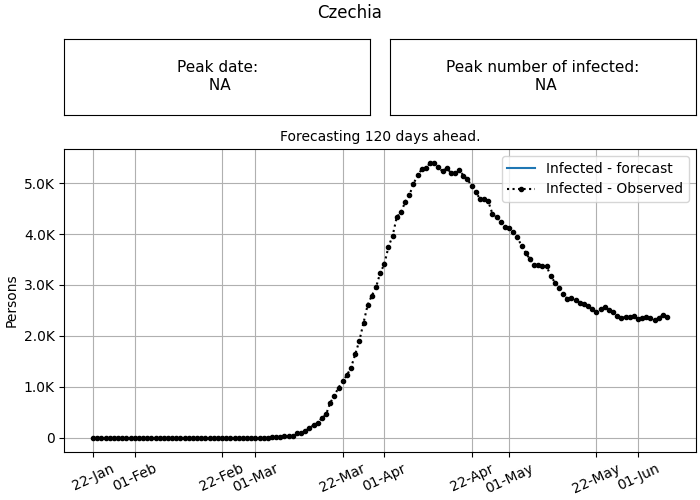 Czechia
Peak date:
NA
Peak number of infected:
NA
Forecasting 120 days ahead.
Infected - forecast
Infected - Observed
5.0K
4.0K
3.0K
2.0K
1.0K
0
Persons
22-Jan
01-Feb
22-Feb
01-Mar
22-Mar
01-Apr
22-Apr
01-May
22-May
01-Jun